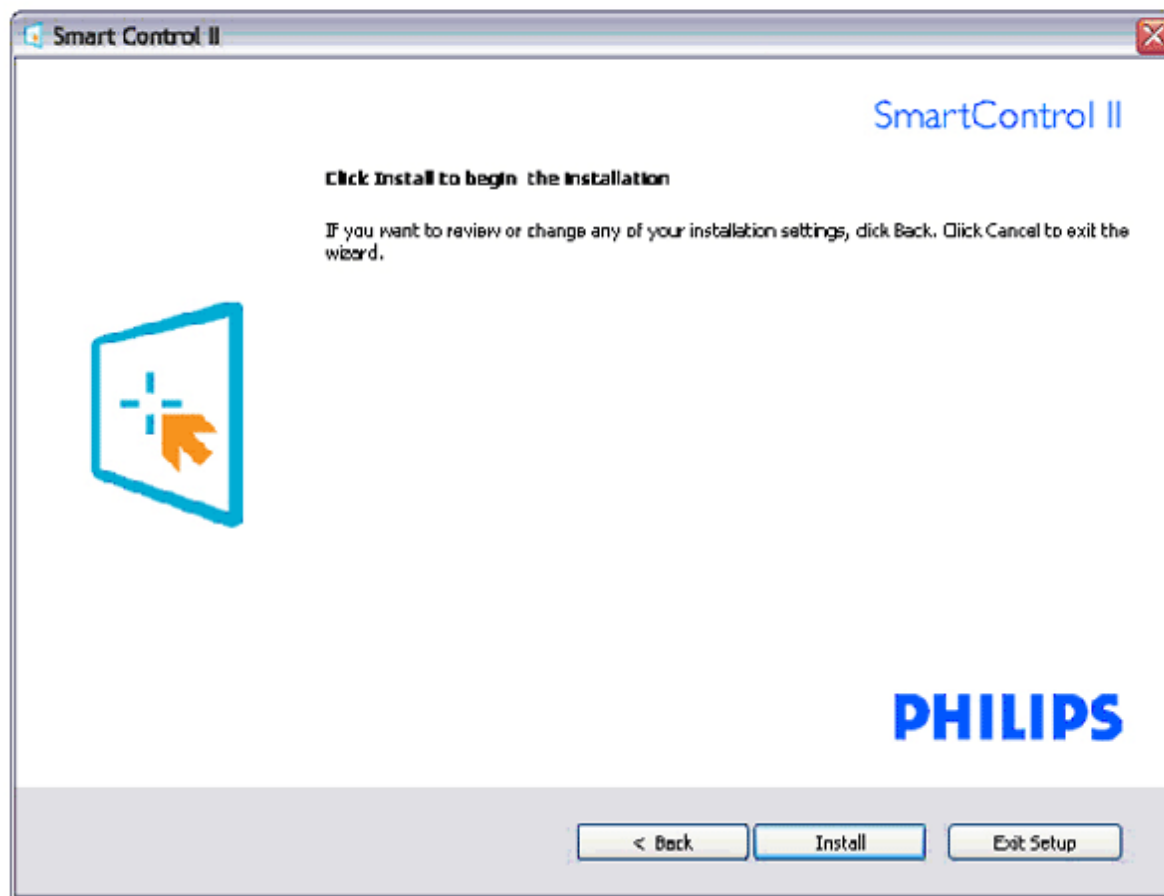 Smart Control II
SmartControl II
Click Install to begin the installation
If you want to review or change any of your installation settings, click Back. Click Cancel to exit the
wizard.
PHILIPS
< Back
Install
Exit Setup